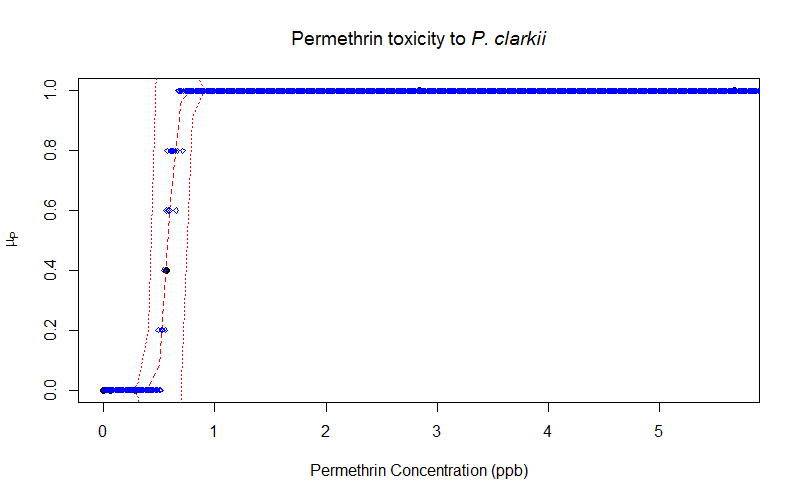 Permethrin toxicity to P. clarkii
1.0
0.8
0.6
0.4
0.2
0.0
μP
0 1 2 3 4 5
Permethrin Concentration (ppb)